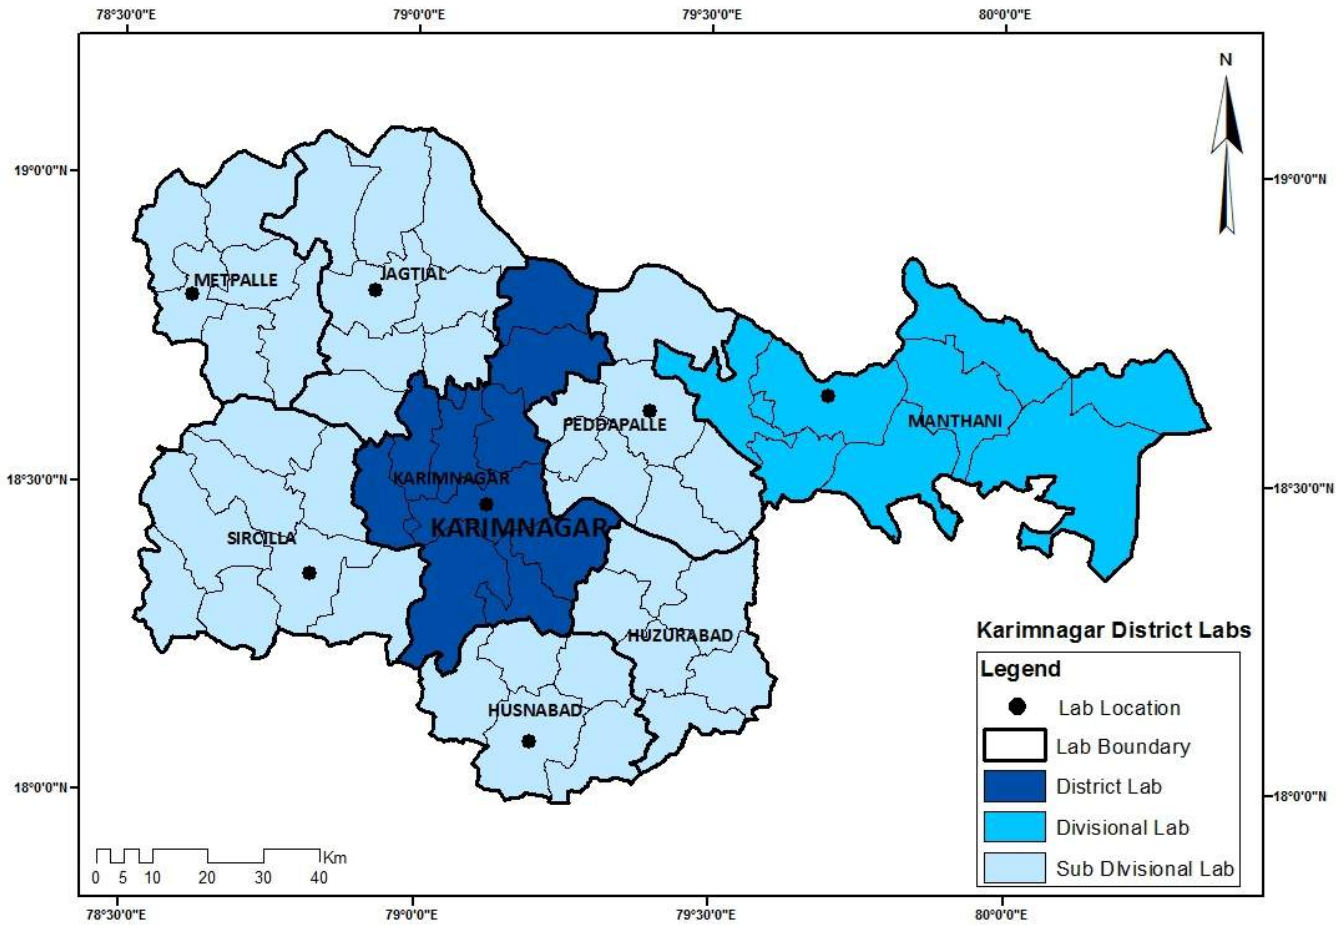 78°30'0"E 79°0'0"E 79°30'0"E 80°0'0"E
N
19°0'0"N 19°0'0"N
METPALLE
JAGTIAL
PEDDAPALLE
MANTHANI
KARIMNAGAR
18°30'0"N 18°30'0"N
KARIMNAGAR
SIRCILLA
HUZURABAD
HUSNABAD
Karimnagar District Labs
Legend
Lab Location
Lab Boundary
District Lab
Divisional Lab
Sub DIvisional Lab
18°0'0"N 18°0'0"N
Km
0 5 10 20 30 40
78°30'0"E 79°0'0"E 79°30'0"E 80°0'0"E